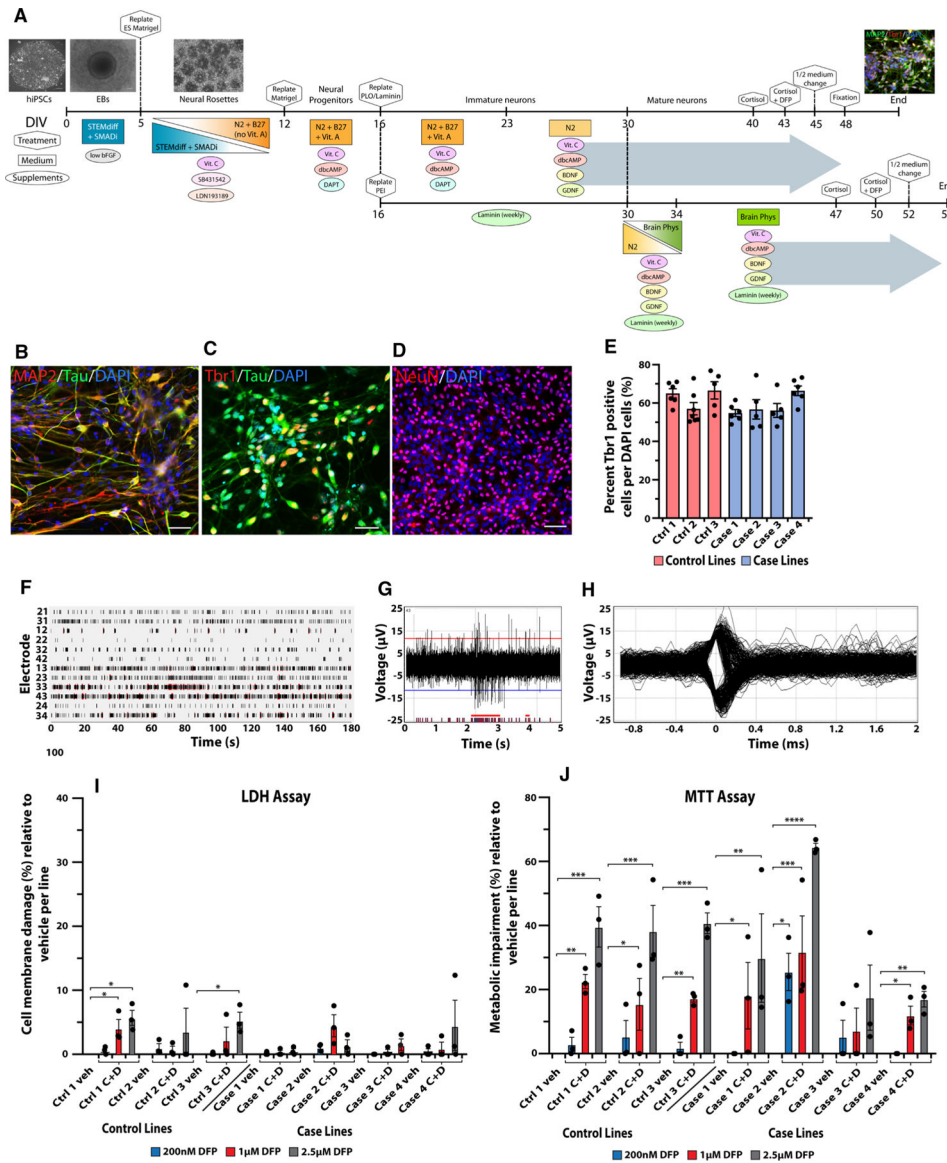 A
Replate
ES Matrigel
MAP2/Tbr1/DAPI
1/2 medium
change
Replate
Matrigel
Replate
PLO/Laminin
Cortisol
Cortisol
+ DFP
Fixation
hiPSCs
EBs
Neural Rosettes
Neural
Progenitors
Immature neurons
Mature neurons
End
DIV
0
5
12
16
23
30
40
43
45
48
Treatment
Medium
Supplements
STEMdiff
+ SMADi
low bFGF
N2 + B27
(no Vit. A)
STEMdiff + SMADi
Vit. C
SB431542
LDN193189
N2 + B27
+ Vit. A
Vit. C
dbcAMP
DAPT
N2 + B27
+ Vit. A
Vit. C
dbcAMP
DAPT
N2
Vit. C
dbcAMP
BDNF
GDNF
Replate
PEI
1/2 medium
change
Cortisol
Cortisol
+ DFP
En
16
30
34
47
50
52
5
Laminin (weekly)
Brain Phys
N2
Vit. C
dbcAMP
BDNF
GDNF
Laminin (weekly)
Brain Phys
Vit. C
dbcAMP
BDNF
GDNF
Laminin (weekly)
B
MAP2/Tau/DAPI
C
Tbr1/Tau/DAPI
D
NeuN/DAPI
E
Percent Tbr1 positive
cells per DAPI cells (%)
80
60
40
20
0
Ctrl 1
Ctrl 2
Ctrl 3
Case 1
Case 2
Case 3
Case 4
Control Lines
Case Lines
F
Electrode
21
31
12
22
32
42
13
23
33
43
24
34
0 20 40 60 80 100 120 140 160 180
Time (s)
100
G
Voltage (µV)
25
15
5
-5
-15
-25
0 1 2 3 4 5
Time (s)
H
Voltage (µV)
25
15
5
-5
-15
-25
-0.8 -0.4 0 0.4 0.8 1.2 1.6 2
Time (ms)
I
LDH Assay
Cell membrane damage (%) relative to
vehicle per line
40
30
20
10
0
* * *
Ctrl 1 veh
Ctrl 1 C+D
Ctrl 2 veh
Ctrl 2 C+D
Ctrl 3 veh
Ctrl 3 C+D
Case 1 veh
Case 1 C+D
Case 2 veh
Case 2 C+D
Case 3 veh
Case 3 C+D
Case 4 veh
Case 4 C+D
Control Lines
Case Lines
200nM DFP
1µM DFP
2.5µM DFP
J
MTT Assay
Metabolic impairment (%) relative to
vehicle per line
80
60
40
20
0
** *** * *** ** *** * ** * *** **** * **
Ctrl 1 veh
Ctrl 1 C+D
Ctrl 2 veh
Ctrl 2 C+D
Ctrl 3 veh
Ctrl 3 C+D
Case 1 veh
Case 1 C+D
Case 2 veh
Case 2 C+D
Case 3 veh
Case 3 C+D
Case 4 veh
Case 4 C+D
Control Lines
Case Lines
200nM DFP
1µM DFP
2.5µM DFP